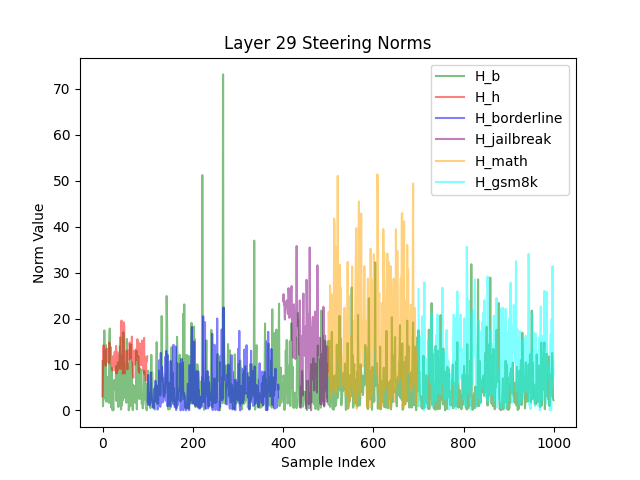 Layer 29 Steering Norms
Norm Value
70
60
50
40
30
20
10
0
H_b
H_h
H_borderline
H_jailbreak
H_math
H_gsm8k
0
200
400
600
800
1000
Sample Index